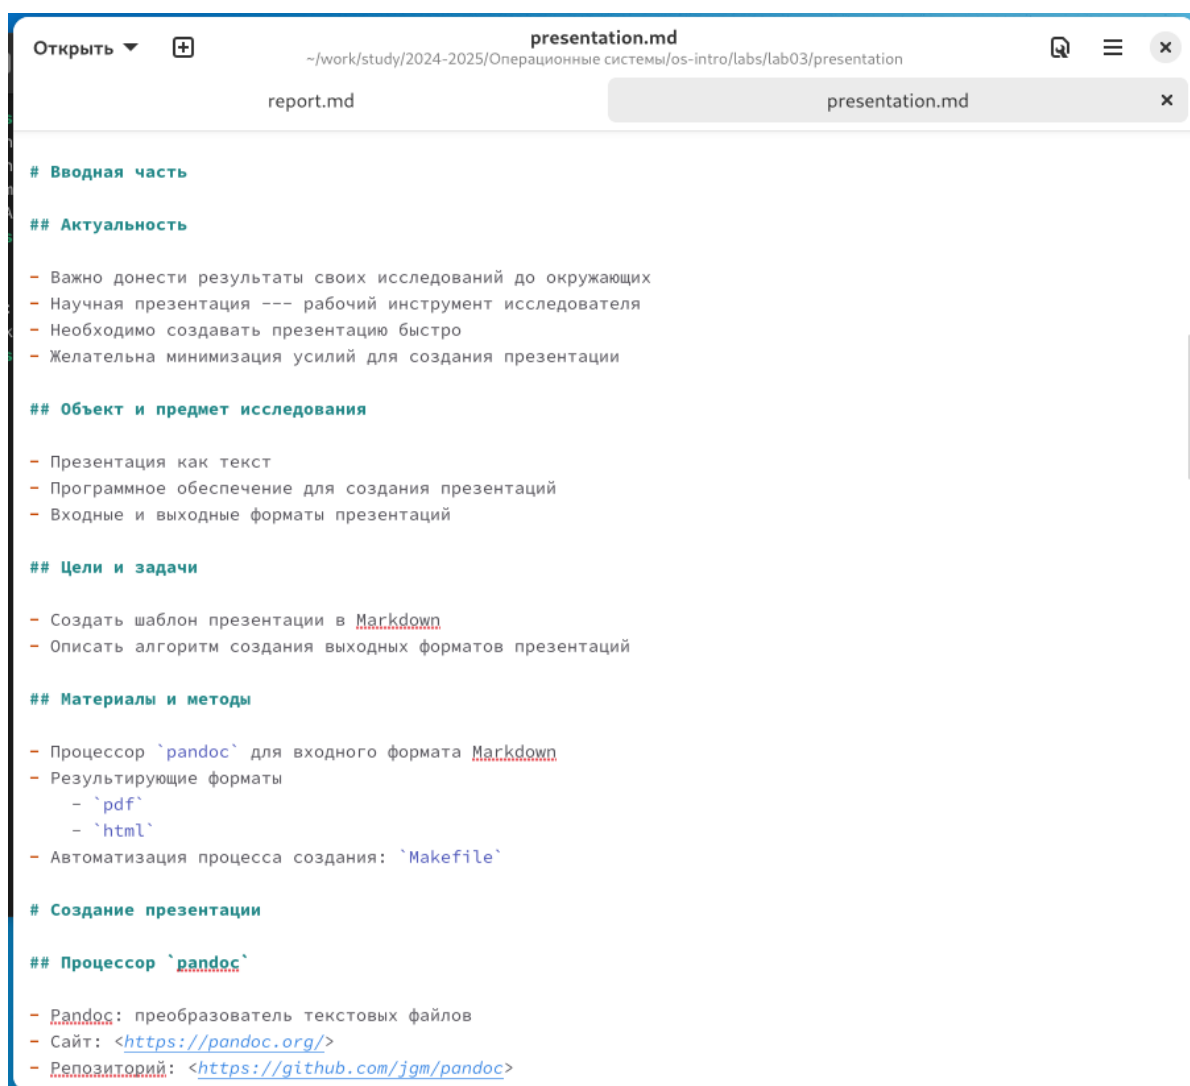 Открыть
presentation.md
~/work/study/2024-2025/Операционные системы/os-intro/labs/lab03/presentation
report.md
presentation.md
# Вводная часть
## Актуальность
- Важно донести результаты своих исследований до окружающих
- Научная презентация --- рабочий инструмент исследователя
- Необходимо создавать презентацию быстро
- Желательна минимизация усилий для создания презентации
## Объект и предмет исследования
- Презентация как текст
- Программное обеспечение для создания презентаций
- Входные и выходные форматы презентаций
## Цели и задачи
- Создать шаблон презентации в Markdown
- Описать алгоритм создания выходных форматов презентаций
## Материалы и методы
- Процессор `pandoc` для входного формата Markdown
- Результирующие форматы
    - `pdf`
    - `html`
- Автоматизация процесса создания: `Makefile`
# Создание презентации
## Процессор `pandoc`
- Pandoc: преобразователь текстовых файлов
- Сайт: <https://pandoc.org/>
- Репозиторий: <https://github.com/jgm/pandoc>